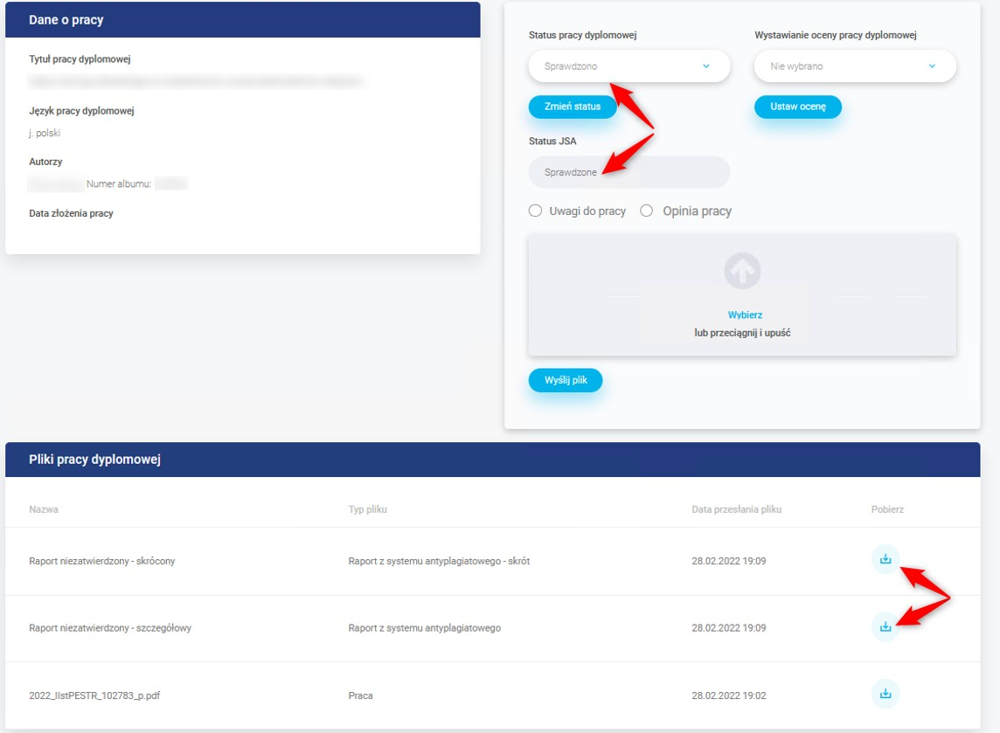 Dane o pracy
Tytuł pracy dyplomowej
Język pracy dyplomowej
j. polski
Autorzy
Numer albumu:
Data złożenia pracy
Status pracy dyplomowej
Sprawdzono
Zmień status
Wystawianie oceny pracy dyplomowej
Nie wybrano
Ustaw ocenę
Status JSA
Sprawdzone
Uwagi do pracy Opinia pracy
Wybierz
lub przeciągnij i upuść
Wyślij plik
Pliki pracy dyplomowej
Nazwa Typ pliku Data przesłania pliku Pobierz
Raport niezatwierdzony - skrócony Raport z systemu antyplagiatowego - skrót 28.02.2022 19:09
Raport niezatwierdzony - szczegółowy Raport z systemu antyplagiatowego 28.02.2022 19:09
2022_IIstPESTR_102783_p.pdf Praca 28.02.2022 19:02